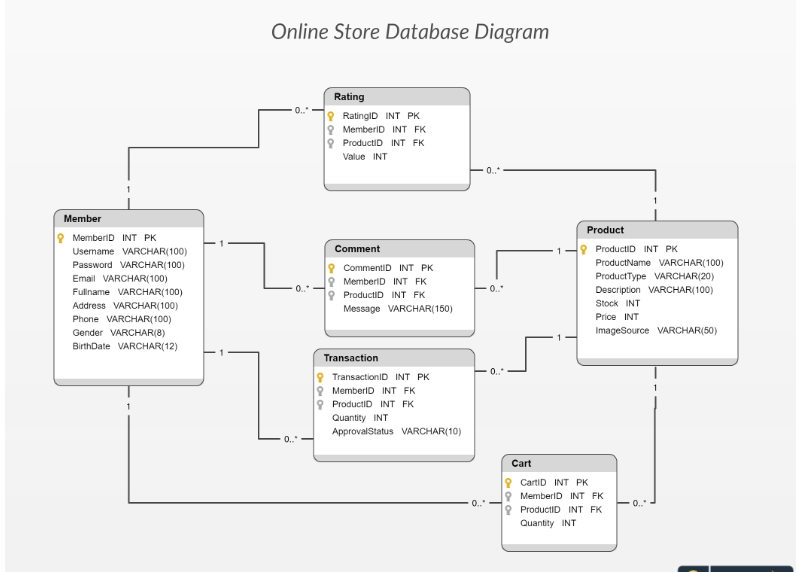 Online Store Database Diagram
Rating
RatingID INT PK
MemberID INT FK
ProductID INT FK
Value INT
0..*
0..*
1
1
Member
MemberID INT PK
Username VARCHAR(100)
Password VARCHAR(100)
Email VARCHAR(100)
Fullname VARCHAR(100)
Address VARCHAR(100)
Phone VARCHAR(100)
Gender VARCHAR(8)
BirthDate VARCHAR(12)
1
1
1
Comment
CommentID INT PK
MemberID INT FK
ProductID INT FK
Message VARCHAR(150)
0..*
0..*
Product
ProductID INT PK
ProductName VARCHAR(100)
ProductType VARCHAR(20)
Description VARCHAR(100)
Stock INT
Price INT
ImageSource VARCHAR(50)
1
1
1
Transaction
TransactionID INT PK
MemberID INT FK
ProductID INT FK
Quantity INT
ApprovalStatus VARCHAR(10)
0..*
0..*
Cart
CartID INT PK
MemberID INT FK
ProductID INT FK
Quantity INT
0..*
0..*